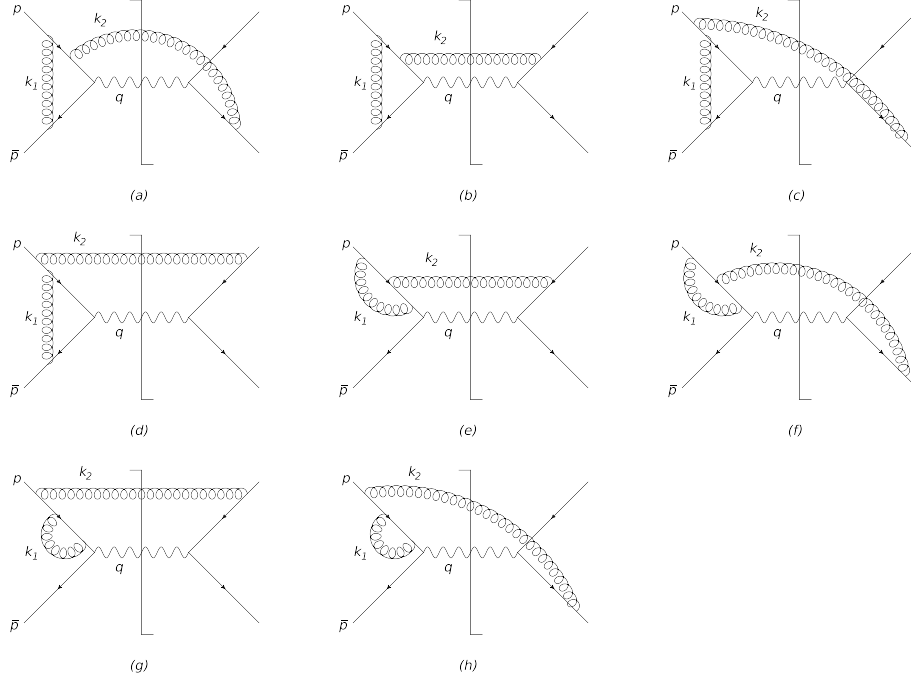 p k₂ p k₂ p k₂
k₁ k₁ k₁
q q q
p̅ p̅ p̅
(a) (b) (c)
p k₂ p k₂ p k₂
k₁ q k₁ q k₁ q
p̅ p̅ p̅
(d) (e) (f)
p k₂ p k₂
k₁ q k₁ q
p̅ p̅
(g) (h)